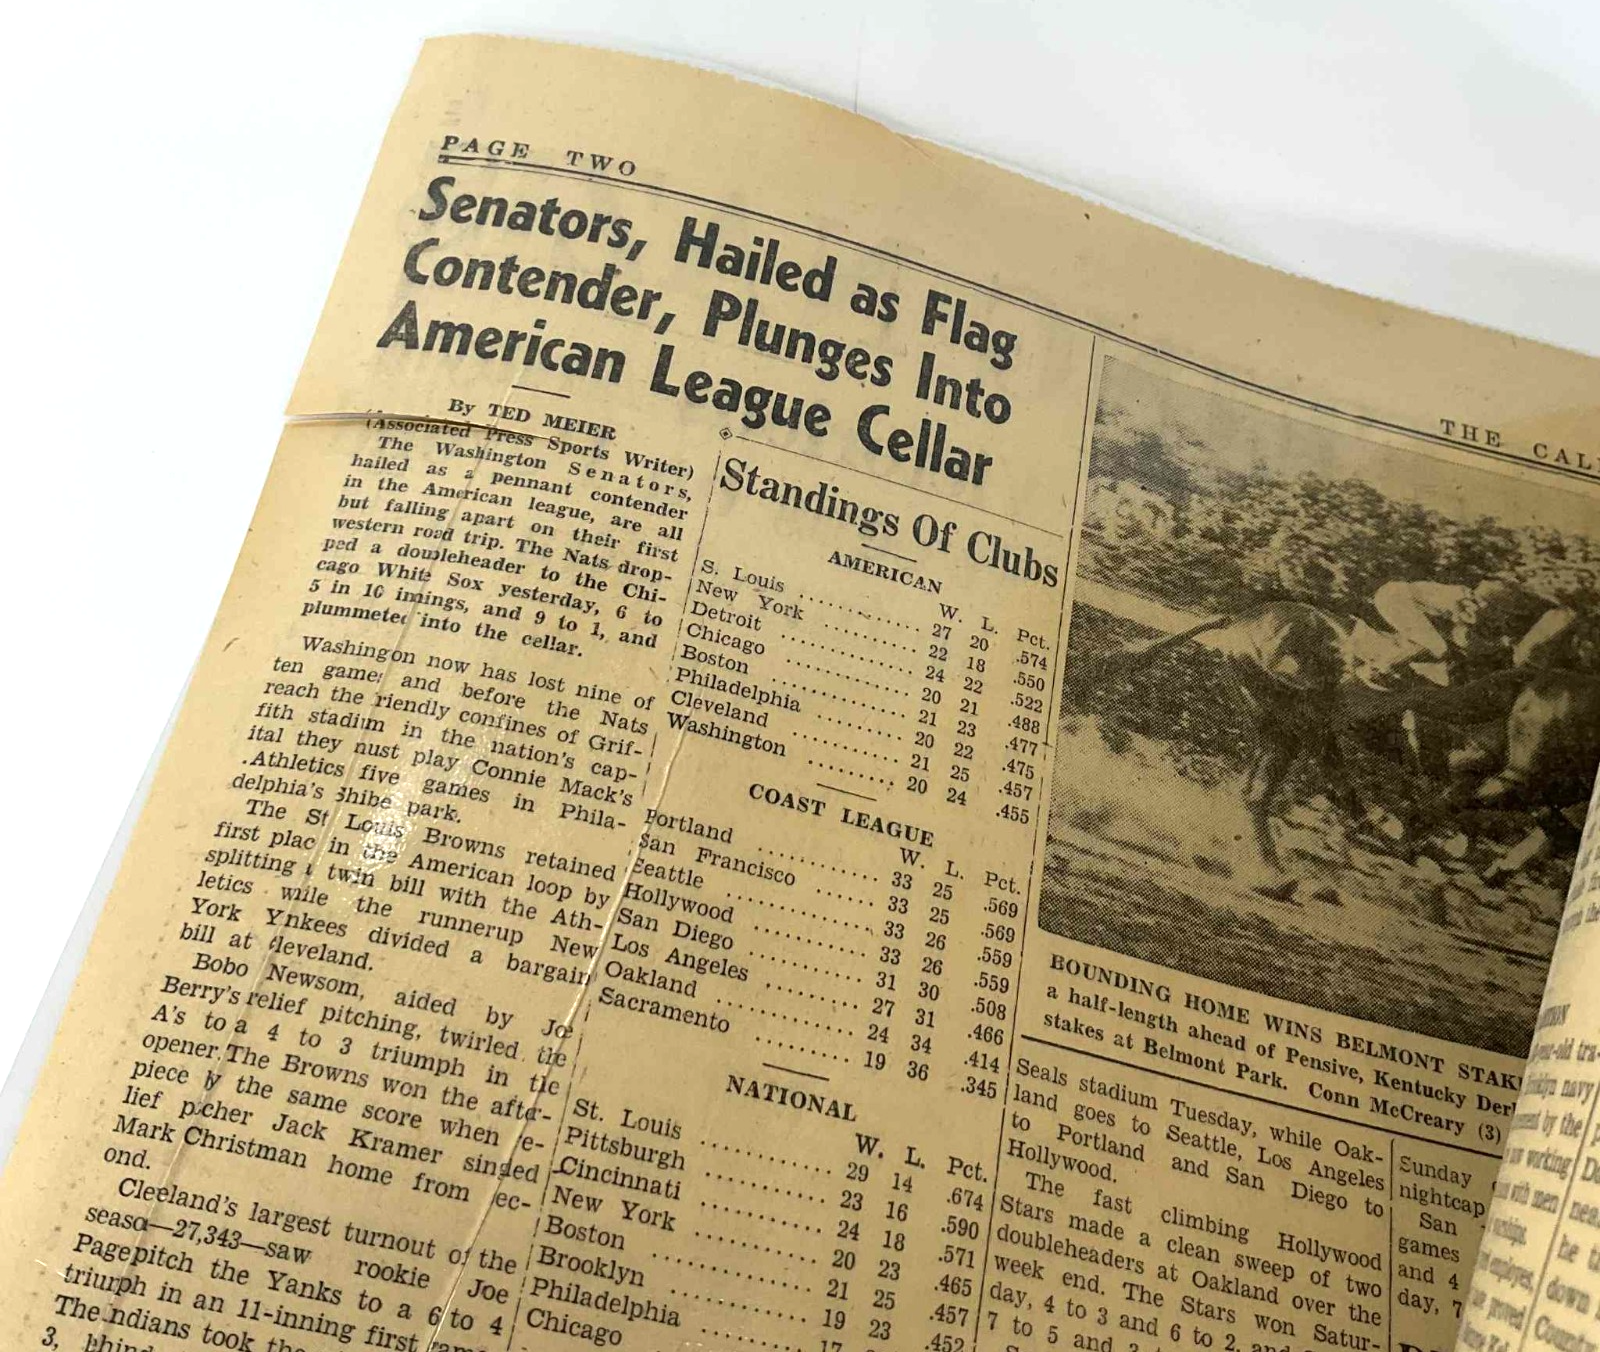 PAGE TWO
Senators, Hailed as Flag
Contender, Plunges Into
American League Cellar
By TED MEIER
(Associated Press Sports Writer)
The Washington Senators,
hailed as a pennant contender
in the American league, are all
but falling apart on their first
western road trip. The Nats drop-
ped a doubleheader to the Chi-
cago White Sox yesterday, 6 to
5 in 10 innings, and 9 to 1, and
plummeted into the cellar.
Washington now has lost nine of
ten games and before the Nats
reach the friendly confines of Grif-
fith stadium in the nation's cap-
ital they must play Connie Mack's
Athletics five games in Phila-
delphia's Shibe park.
The St Louis Browns retained
first place in the American loop by
splitting a twin bill with the Ath-
letics while the runnerup New
York Yankees divided a bargain
bill at Cleveland.
Bobo Newsom, aided by Joe
Berry's relief pitching, twirled the
A's to a 4 to 3 triumph in the
opener. The Browns won the after-
piece by the same score when re-
lief pitcher Jack Kramer singled
Mark Christman home from sec-
ond.
Cleveland's largest turnout of the
season—27,343—saw rookie Joe
Page pitch the Yanks to a 6 to 4
triumph in an 11-inning first game.
The Indians took the
3, behind
Standings Of Clubs
AMERICAN
W. L. Pct.
S. Louis 27 20 .574
New York 22 18 .550
Detroit 24 22 .522
Chicago 20 21 .488
Boston 21 23 .477
Philadelphia 20 22 .475
Cleveland 21 25 .457
Washington 20 24 .455
COAST LEAGUE
W. L. Pct.
Portland 33 25 .569
San Francisco 33 25 .569
Seattle 33 26 .559
Hollywood 33 26 .559
San Diego 31 30 .508
Los Angeles 27 31 .466
Oakland 24 34 .414
Sacramento 19 36 .345
NATIONAL
W. L. Pct.
St. Louis 29 14 .674
Pittsburgh 23 16 .590
Cincinnati 24 18 .571
New York 20 23 .465
Boston 21 25 .457
Brooklyn 19 23 .452
Philadelphia 17
Chicago
THE CAL
BOUNDING HOME WINS BELMONT STAK
a half-length ahead of Pensive, Kentucky Der
stakes at Belmont Park. Conn McCreary (3)
Seals stadium Tuesday, while Oak-
land goes to Seattle, Los Angeles
to Portland and San Diego to
Hollywood.
The fast climbing Hollywood
Stars made a clean sweep of two
doubleheaders at Oakland over the
week end. The Stars won Satur-
day, 4 to 3 and 6 to 2, and
7 to 5 and
Sunday
nightcap
San
games
and 4
day, 7